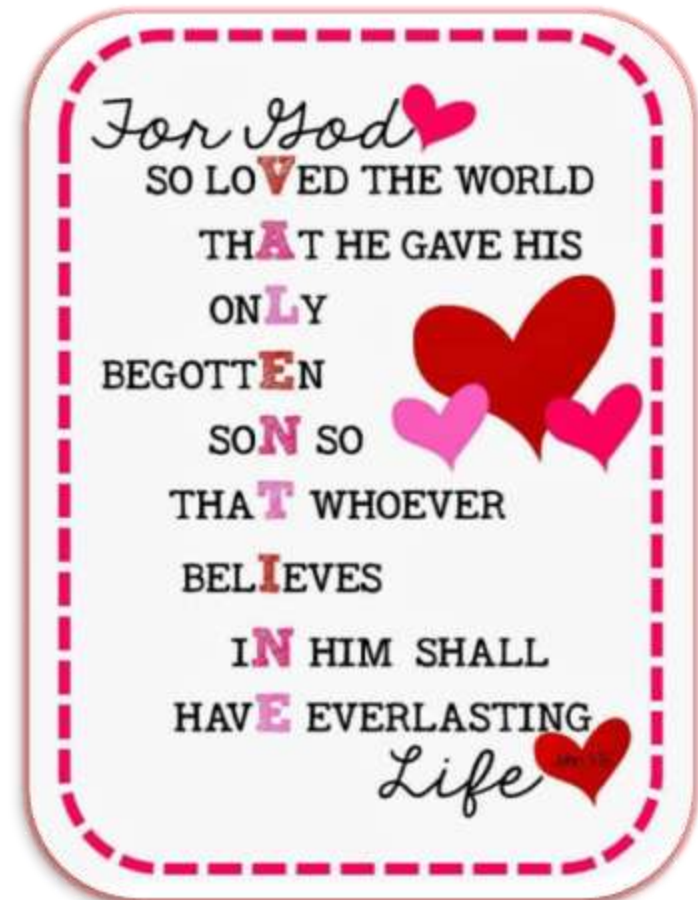 For God
SO LOVED THE WORLD
THAT HE GAVE HIS
ONLY
BEGOTTEN
SON SO
THAT WHOEVER
BELIEVES
IN HIM SHALL
HAVE EVERLASTING
Life